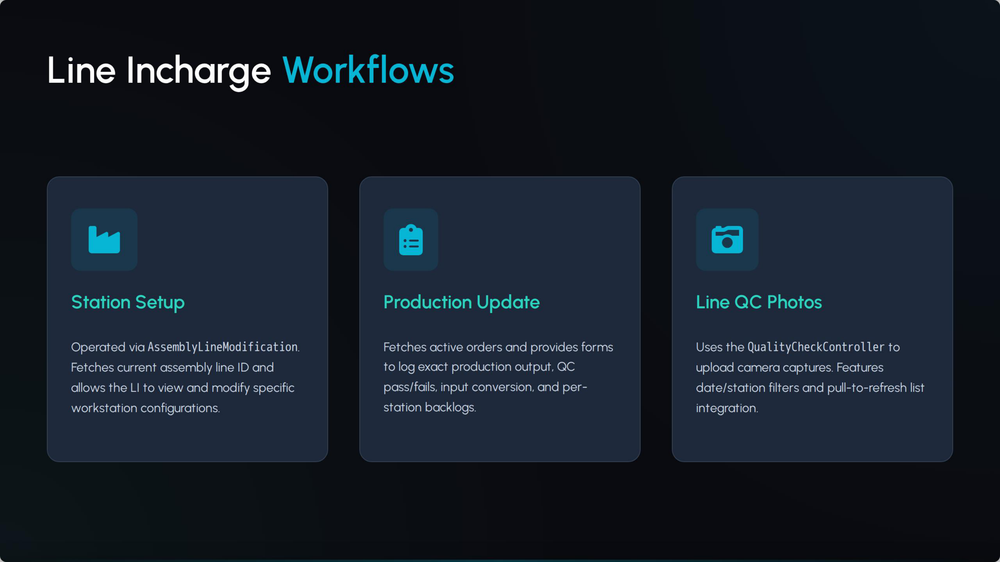 Line Incharge Workflows
Station Setup
Operated via AssemblyLineModification.
Fetches current assembly line ID and
allows the LI to view and modify specific
workstation configurations.
Production Update
Fetches active orders and provides forms
to log exact production output, QC
pass/fails, input conversion, and per-
station backlogs.
Line QC Photos
Uses the QualityCheckController to
upload camera captures. Features
date/station filters and pull-to-refresh list
integration.